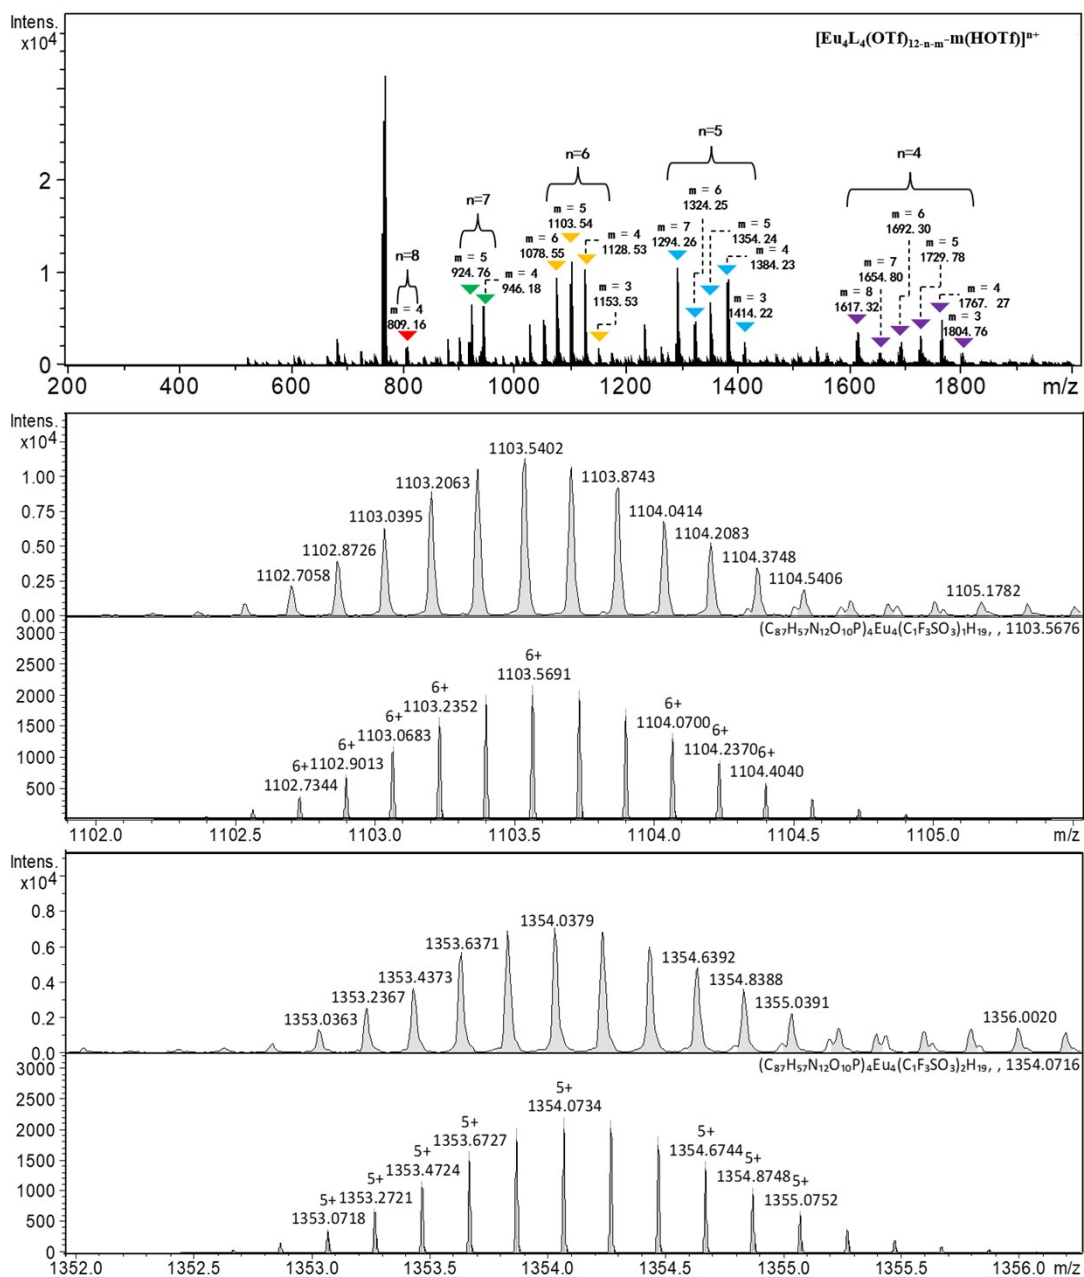 Intens.
x10⁴
[Eu₄L₄(OTf)₁₂₋ₙ₋ₘ-m(HOTf)]ⁿ⁺
n=8
m = 4
809.16
n=7
m = 5
924.76
m = 4
946.18
n=6
m = 5
1103.54
m = 6
1078.55
m = 4
1128.53
m = 3
1153.53
n=5
m = 6
1324.25
m = 7
1294.26
m = 5
1354.24
m = 4
1384.23
m = 3
1414.22
n=4
m = 6
1692.30
m = 5
1729.78
m = 7
1654.80
m = 8
1617.32
m = 4
1767. 27
m = 3
1804.76
2
1
0
200 400 600 800 1000 1200 1400 1600 1800 m/z
Intens.
x10⁴
1.00
0.75
0.50
0.25
0.00
1102.7058
1102.8726
1103.0395
1103.2063
1103.5402
1103.8743
1104.0414
1104.2083
1104.3748
1104.5406
1105.1782
(C₈₇H₅₇N₁₂O₁₀P)₄Eu₄(C₁F₃SO₃)₁H₁₉, , 1103.5676
3000
2500
2000
1500
1000
500
6+
1102.7344
6+
1102.9013
6+
1103.0683
6+
1103.2352
6+
1103.5691
6+
1104.0700
6+
1104.2370
6+
1104.4040
1102.0 1102.5 1103.0 1103.5 1104.0 1104.5 1105.0 m/z
Intens.
x10⁴
0.8
0.6
0.4
0.2
0.0
1353.0363
1353.2367
1353.4373
1353.6371
1354.0379
1354.6392
1354.8388
1355.0391
1356.0020
(C₈₇H₅₇N₁₂O₁₀P)₄Eu₄(C₁F₃SO₃)₂H₁₉, , 1354.0716
3000
2500
2000
1500
1000
500
0
5+
1353.0718
5+
1353.2721
5+
1353.4724
5+
1353.6727
5+
1354.0734
5+
1354.6744
5+
1354.8748
5+
1355.0752
1352.0 1352.5 1353.0 1353.5 1354.0 1354.5 1355.0 1355.5 1356.0 m/z